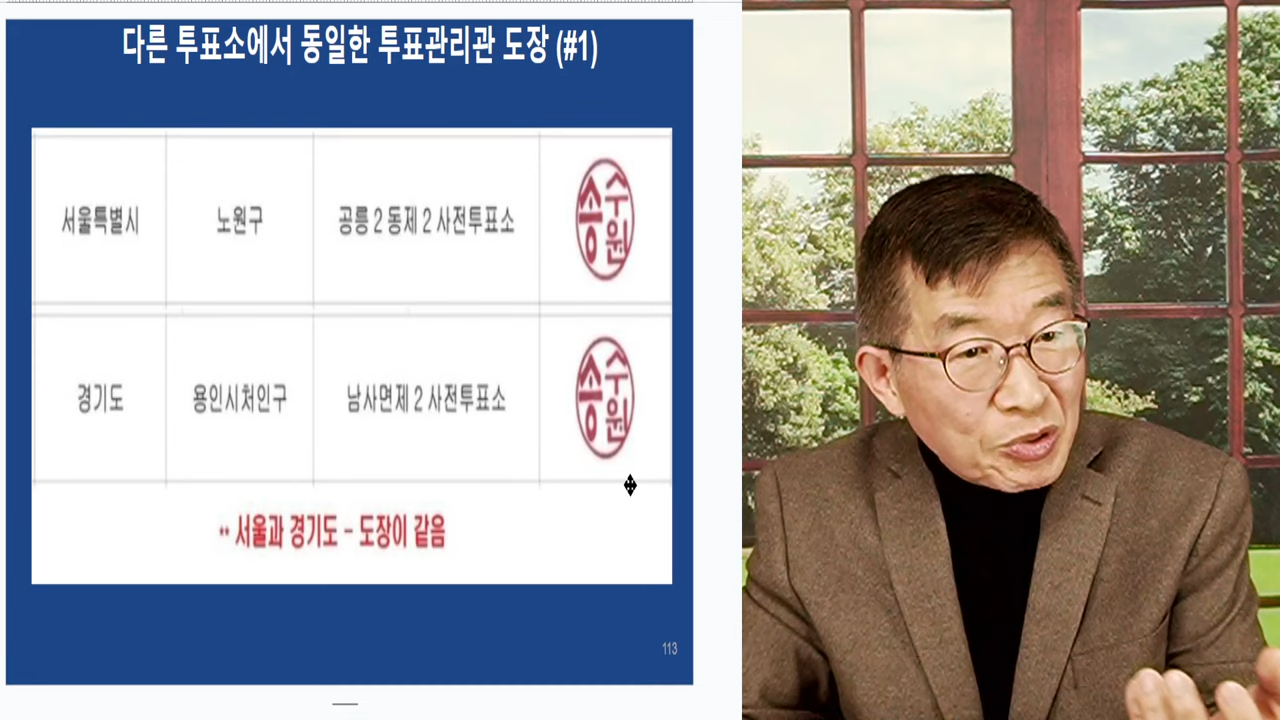 다른 투표소에서 동일한 투표관리관 도장 (#1)
서울특별시 노원구 공릉 2 동제 2 사전투표소 송수원
경기도 용인시처인구 남사면제 2 사전투표소 송수원
·· 서울과 경기도 - 도장이 같음
113